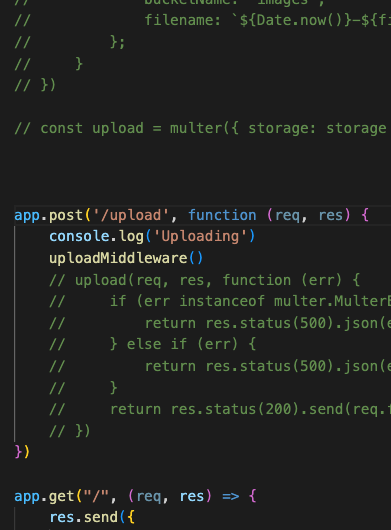 //          bucketName: 'images',
//          filename: `${Date.now()}-${fi
//      };
//  }
// })
// const upload = multer({ storage: storage
app.post('/upload', function (req, res) {
    console.log('Uploading')
    uploadMiddleware()
    // upload(req, res, function (err) {
    //     if (err instanceof multer.MulterE
    //         return res.status(500).json(e
    //     } else if (err) {
    //         return res.status(500).json(e
    //     }
    //     return res.status(200).send(req.f
    // })
})
app.get("/", (req, res) => {
    res.send({